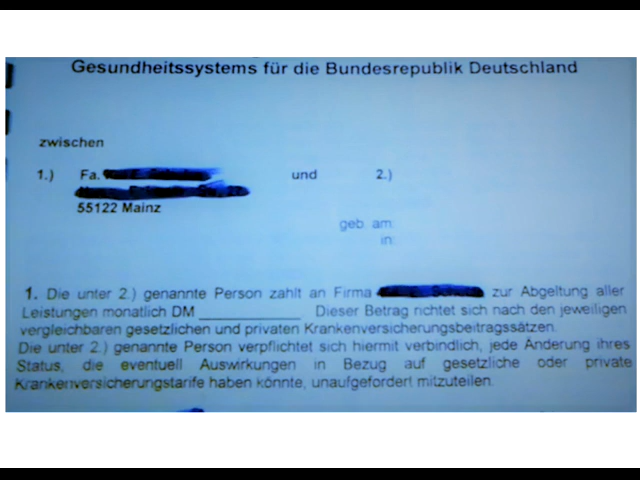 Gesundheitssystems für die Bundesrepublik Deutschland
zwischen
1.) Fa. und 2.)
55122 Mainz
geb. am:
in:
1. Die unter 2.) genannte Person zahlt an Firma zur Abgeltung aller
Leistungen monatlich DM ____________. Dieser Betrag richtet sich nach den jeweiligen
vergleichbaren gesetzlichen und privaten Krankenversicherungsbeitragssätzen.
Die unter 2.) genannte Person verpflichtet sich hiermit verbindlich, jede Änderung ihres
Status, die eventuell Auswirkungen in Bezug auf gesetzliche oder private
Krankenversicherungstarife haben könnte, unaufgefordert mitzuteilen.